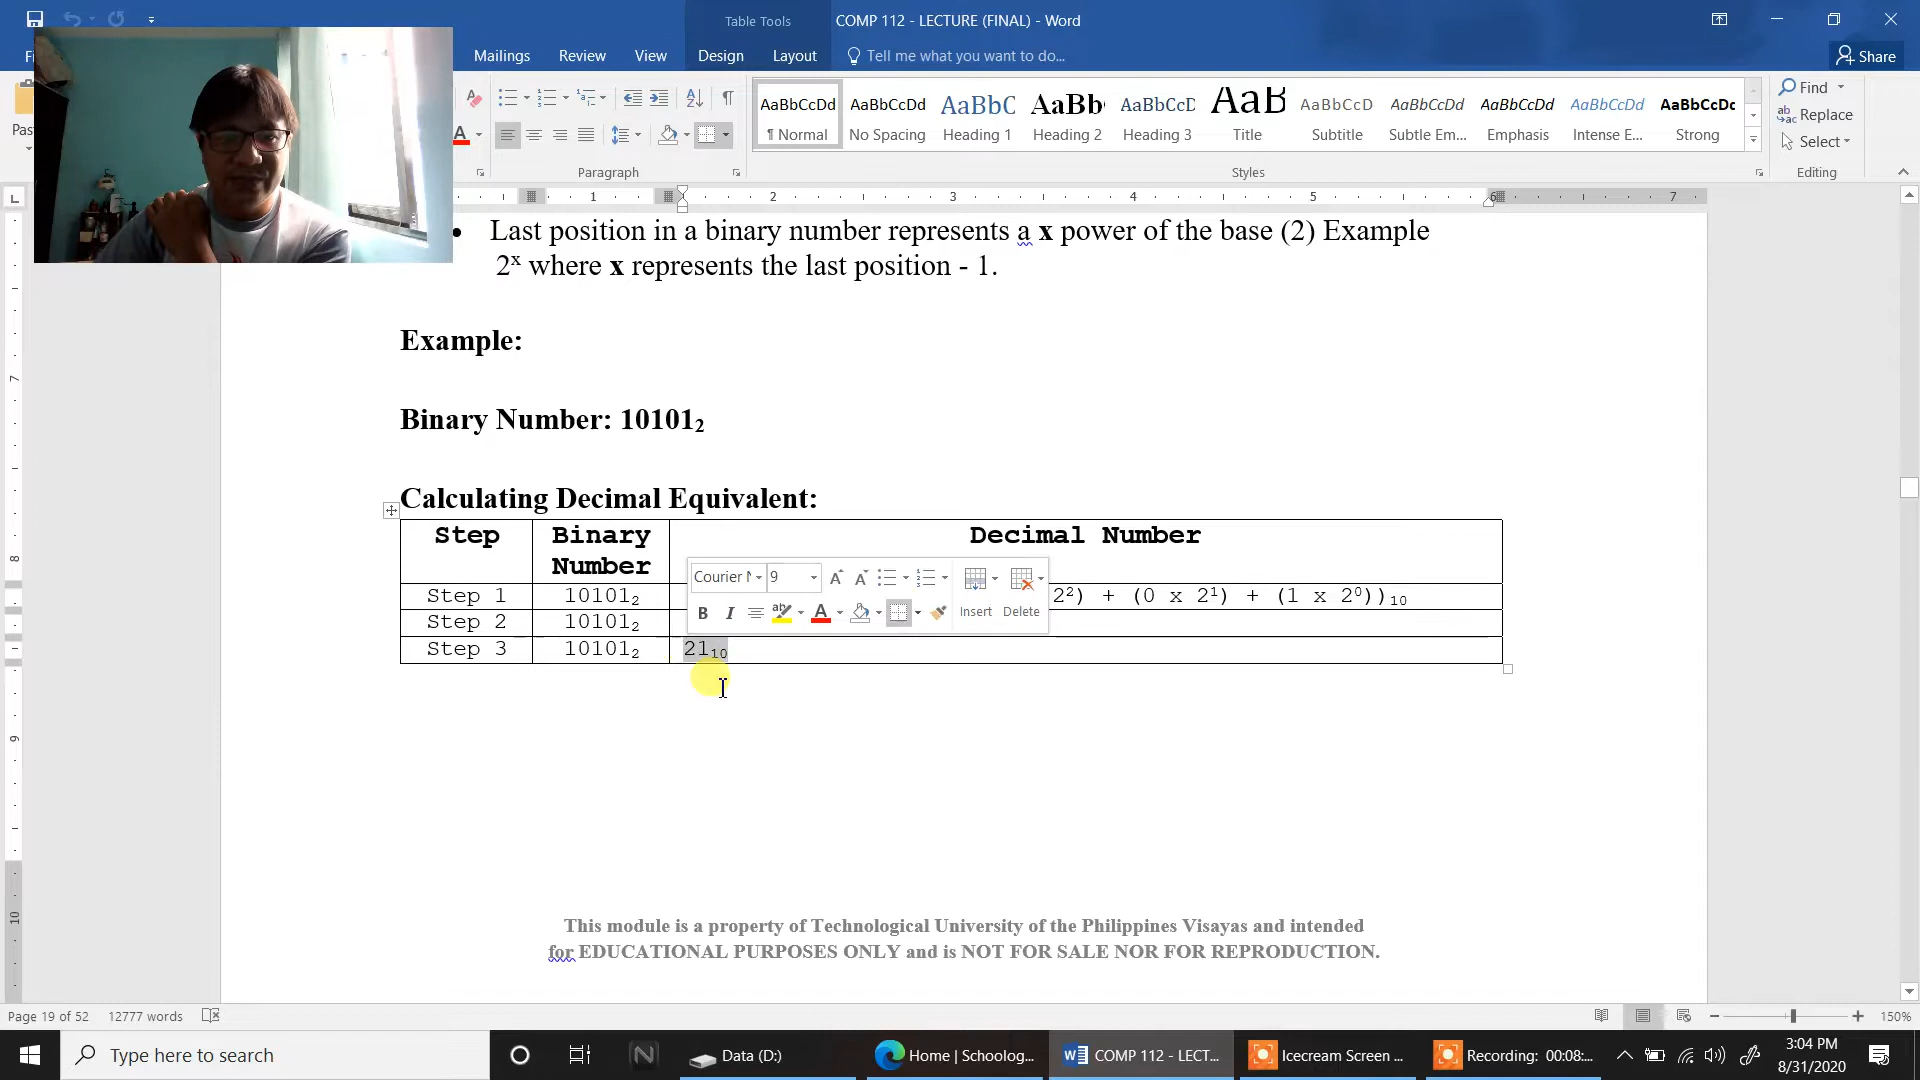 Table Tools
COMP 112 - LECTURE (FINAL) - Word
Mailings Review View Design Layout Tell me what you want to do... Share
AaBbCcDd AaBbCcDd AaBbC AaBb AaBbCcD AaB AaBbCcD AaBbCcDd AaBbCcDd AaBbCcDd AaBbCcDc
¶ Normal No Spacing Heading 1 Heading 2 Heading 3 Title Subtitle Subtle Em... Emphasis Intense E... Strong
Find
Replace
Select
Paragraph Styles Editing
1 2 3 4 5 6 7
Last position in a binary number represents a x power of the base (2) Example
2ˣ where x represents the last position - 1.
Example:
Binary Number: 10101₂
Calculating Decimal Equivalent:
Step Binary Number Decimal Number
Courier N 9
Insert Delete
Step 1 10101₂ 2²) + (0 x 2¹) + (1 x 2⁰))₁₀
Step 2 10101₂
Step 3 10101₂ 21₁₀
This module is a property of Technological University of the Philippines Visayas and intended
for EDUCATIONAL PURPOSES ONLY and is NOT FOR SALE NOR FOR REPRODUCTION.
Page 19 of 52 12777 words 150%
Type here to search
Data (D:)
Home | Schoolog...
COMP 112 - LECT...
Icecream Screen ...
Recording: 00:08:...
3:04 PM
8/31/2020